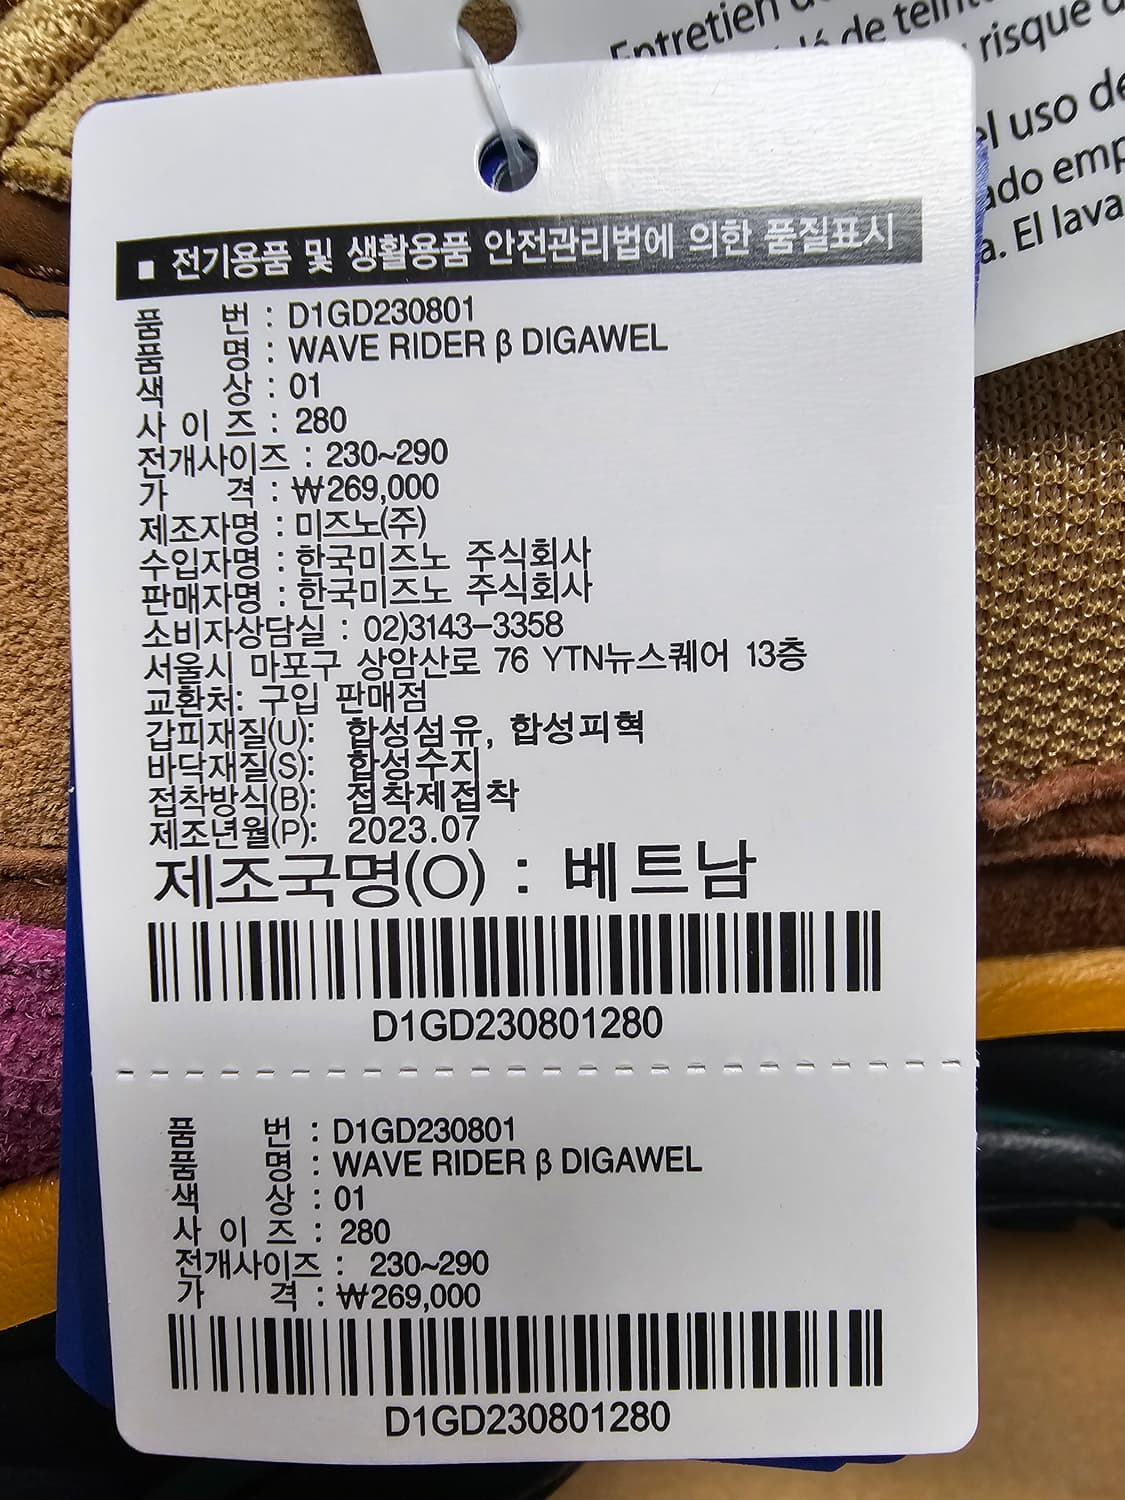 Entretien
de teint
risque d
el uso de
ado emp
a. El lava
■ 전기용품 및 생활용품 안전관리법에 의한 품질표시
품 번 : D1GD230801
품 명 : WAVE RIDER β DIGAWEL
색 상 : 01
사 이 즈 : 280
전개사이즈 : 230~290
가 격 : ₩269,000
제조자명 : 미즈노(주)
수입자명 : 한국미즈노 주식회사
판매자명 : 한국미즈노 주식회사
소비자상담실 : 02)3143-3358
서울시 마포구 상암산로 76 YTN뉴스퀘어 13층
교환처: 구입 판매점
갑피재질(U): 합성섬유, 합성피혁
바닥재질(S): 합성수지
접착방식(B): 접착제접착
제조년월(P): 2023.07
제조국명(O) : 베트남
D1GD230801280
품 번 : D1GD230801
품 명 : WAVE RIDER β DIGAWEL
색 상 : 01
사 이 즈 : 280
전개사이즈 : 230~290
가 격 : ₩269,000
D1GD230801280